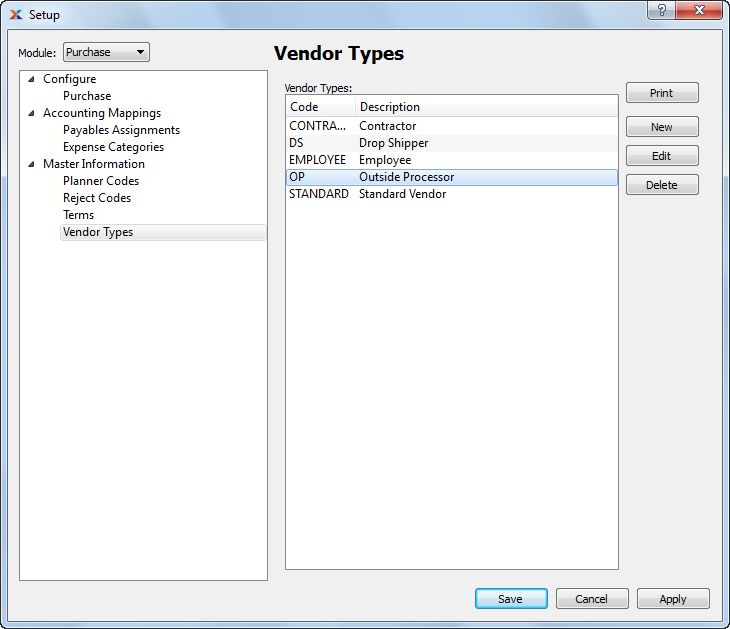 Setup
?
Module: Purchase
Vendor Types
Configure
Purchase
Accounting Mappings
Payables Assignments
Expense Categories
Master Information
Planner Codes
Reject Codes
Terms
Vendor Types
Vendor Types:
Code Description
CONTRA... Contractor
DS Drop Shipper
EMPLOYEE Employee
OP Outside Processor
STANDARD Standard Vendor
Print
New
Edit
Delete
Save Cancel Apply